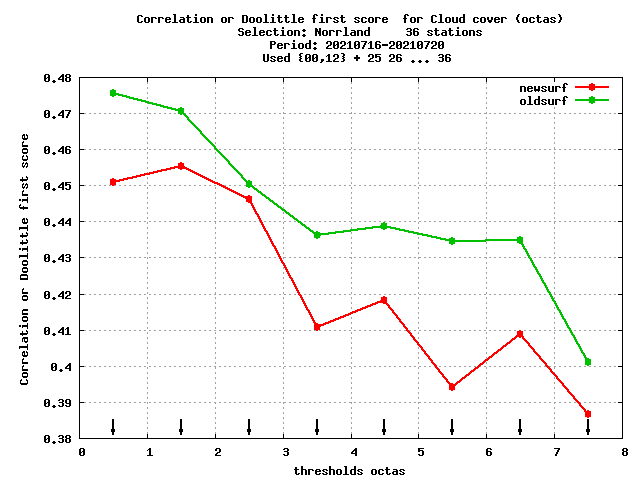 Correlation or Doolittle first score  for Cloud cover (octas)
Selection: Norrland     36 stations
Period: 20210716-20210720
Used {00,12} + 25 26 ... 36
newsurf
oldsurf
Correlation or Doolittle first score
0.48
0.47
0.46
0.45
0.44
0.43
0.42
0.41
0.4
0.39
0.38
0 1 2 3 4 5 6 7 8
thresholds octas